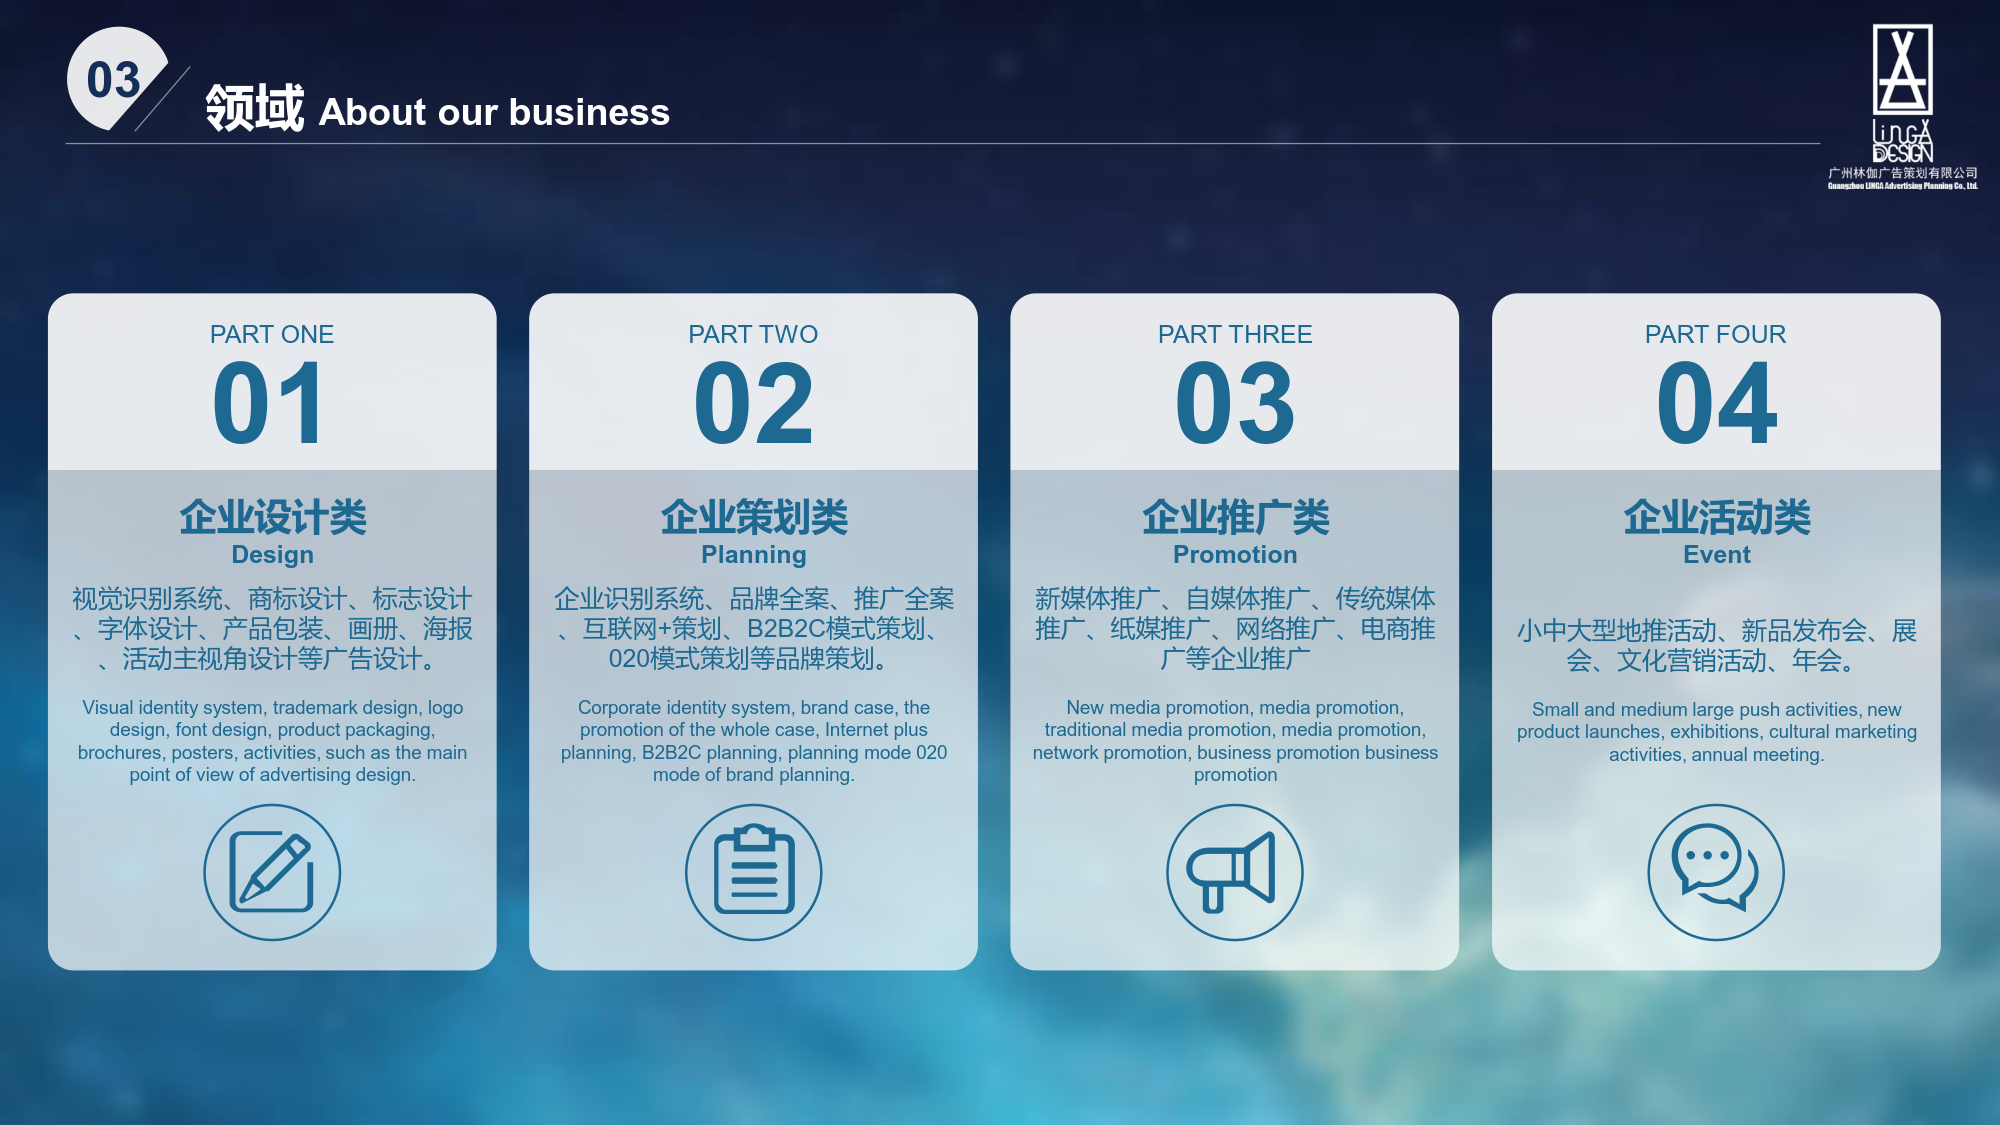 03
领域 About our business
LingA
DESIGN
广州林伽广告策划有限公司
Guangzhou LINGA Advertising Planning Co., Ltd.
PART ONE
01
企业设计类
Design
视觉识别系统、商标设计、标志设计
、字体设计、产品包装、画册、海报
、活动主视角设计等广告设计。
Visual identity system, trademark design, logo
design, font design, product packaging,
brochures, posters, activities, such as the main
point of view of advertising design.
PART TWO
02
企业策划类
Planning
企业识别系统、品牌全案、推广全案
、互联网+策划、B2B2C模式策划、
020模式策划等品牌策划。
Corporate identity system, brand case, the
promotion of the whole case, Internet plus
planning, B2B2C planning, planning mode 020
mode of brand planning.
PART THREE
03
企业推广类
Promotion
新媒体推广、自媒体推广、传统媒体
推广、纸媒推广、网络推广、电商推
广等企业推广
New media promotion, media promotion,
traditional media promotion, media promotion,
network promotion, business promotion business
promotion
PART FOUR
04
企业活动类
Event
小中大型地推活动、新品发布会、展
会、文化营销活动、年会。
Small and medium large push activities, new
product launches, exhibitions, cultural marketing
activities, annual meeting.